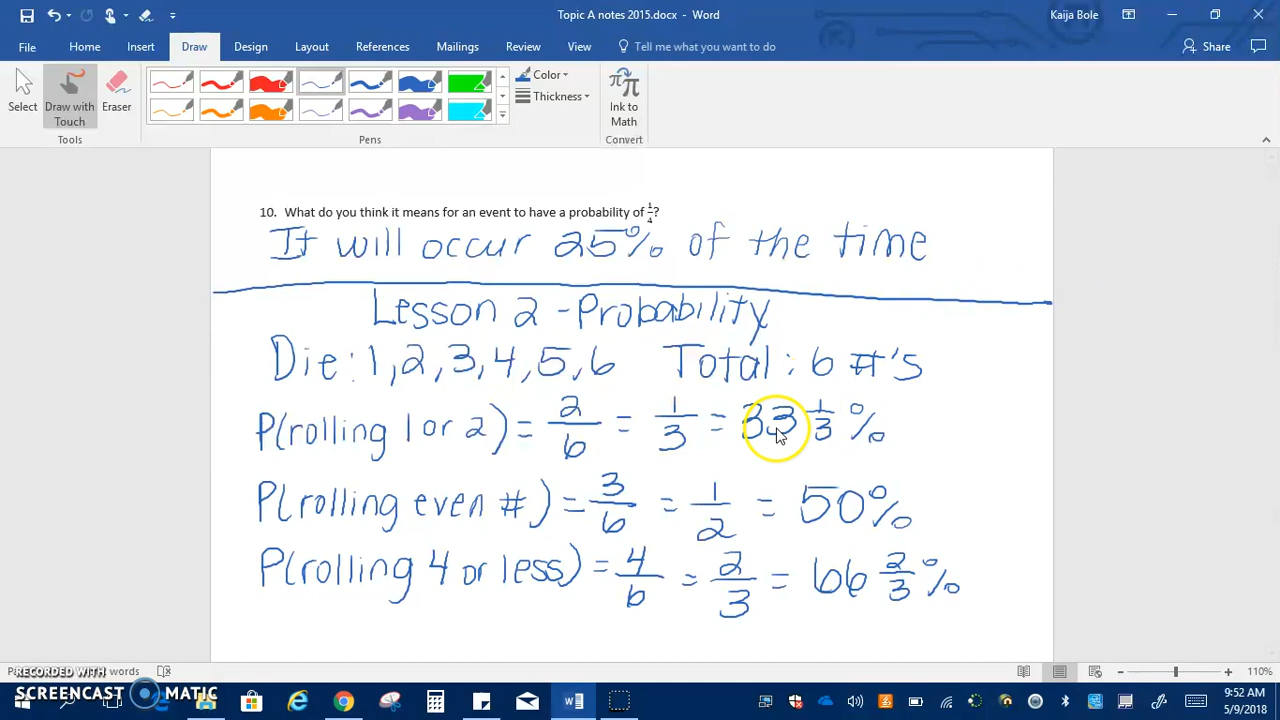 Topic A notes 2015.docx - Word
Kaija Bole
File Home Insert Draw Design Layout References Mailings Review View Tell me what you want to do Share
Select Draw with Touch Eraser Color Thickness Ink to Math
Tools Pens Convert
10. What do you think it means for an event to have a probability of 1/4?
It will occur 25% of the time
Lesson 2 - Probability
Die: 1, 2, 3, 4, 5, 6 Total: 6 #'s
P(rolling 1 or 2) = 2/6 = 1/3 = 33 1/3 %
P(rolling even #) = 3/6 = 1/2 = 50%
P(rolling 4 or less) = 4/6 = 2/3 = 66 2/3 %
RECORDED WITH words 110%
SCREENCAST MATIC
9:52 AM
5/9/2018